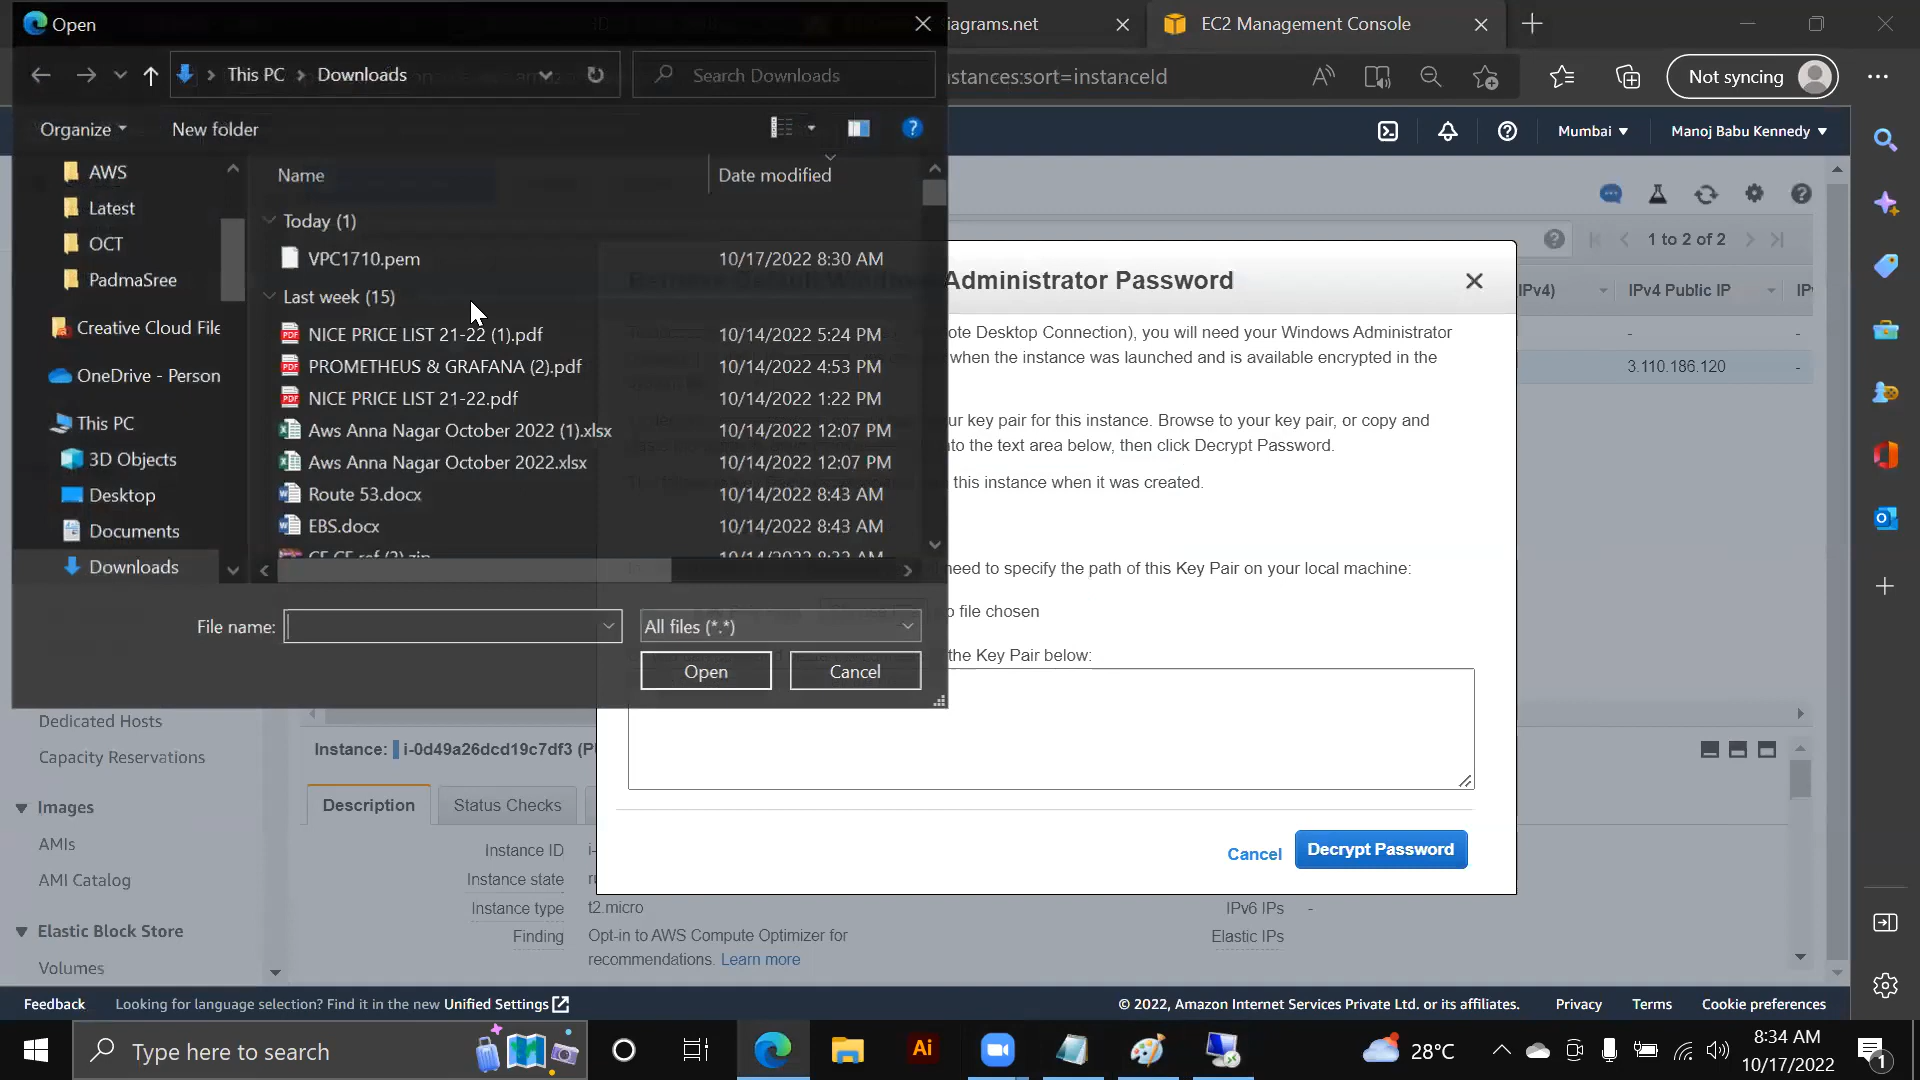 Open
iagrams.net
EC2 Management Console
This PC
Downloads
Search Downloads
nstances:sort=instanceId
Not syncing
Organize
New folder
Mumbai
Manoj Babu Kennedy
AWS
Latest
OCT
PadmaSree
Creative Cloud File
OneDrive - Person
This PC
3D Objects
Desktop
Documents
Downloads
Name
Date modified
Today (1)
VPC1710.pem
10/17/2022 8:30 AM
Last week (15)
NICE PRICE LIST 21-22 (1).pdf
10/14/2022 5:24 PM
PROMETHEUS & GRAFANA (2).pdf
10/14/2022 4:53 PM
NICE PRICE LIST 21-22.pdf
10/14/2022 1:22 PM
Aws Anna Nagar October 2022 (1).xlsx
10/14/2022 12:07 PM
Aws Anna Nagar October 2022.xlsx
10/14/2022 12:07 PM
Route 53.docx
10/14/2022 8:43 AM
EBS.docx
10/14/2022 8:43 AM
File name:
All files (*.*)
Open
Cancel
1 to 2 of 2
IPv4)
IPv4 Public IP
IP
-
-
3.110.186.120
-
Administrator Password
ote Desktop Connection), you will need your Windows Administrator
when the instance was launched and is available encrypted in the
ur key pair for this instance. Browse to your key pair, or copy and
nto the text area below, then click Decrypt Password.
this instance when it was created.
need to specify the path of this Key Pair on your local machine:
o file chosen
the Key Pair below:
Cancel
Decrypt Password
Dedicated Hosts
Capacity Reservations
Images
AMIs
AMI Catalog
Elastic Block Store
Volumes
Instance:
i-0d49a26dcd19c7df3 (P
Description
Status Checks
Instance ID
i-
Instance state
Instance type
t2.micro
Finding
Opt-in to AWS Compute Optimizer for
recommendations. Learn more
IPv6 IPs
-
Elastic IPs
Feedback
Looking for language selection? Find it in the new Unified Settings
© 2022, Amazon Internet Services Private Ltd. or its affiliates.
Privacy
Terms
Cookie preferences
Type here to search
Ai
28°C
8:34 AM
10/17/2022
1